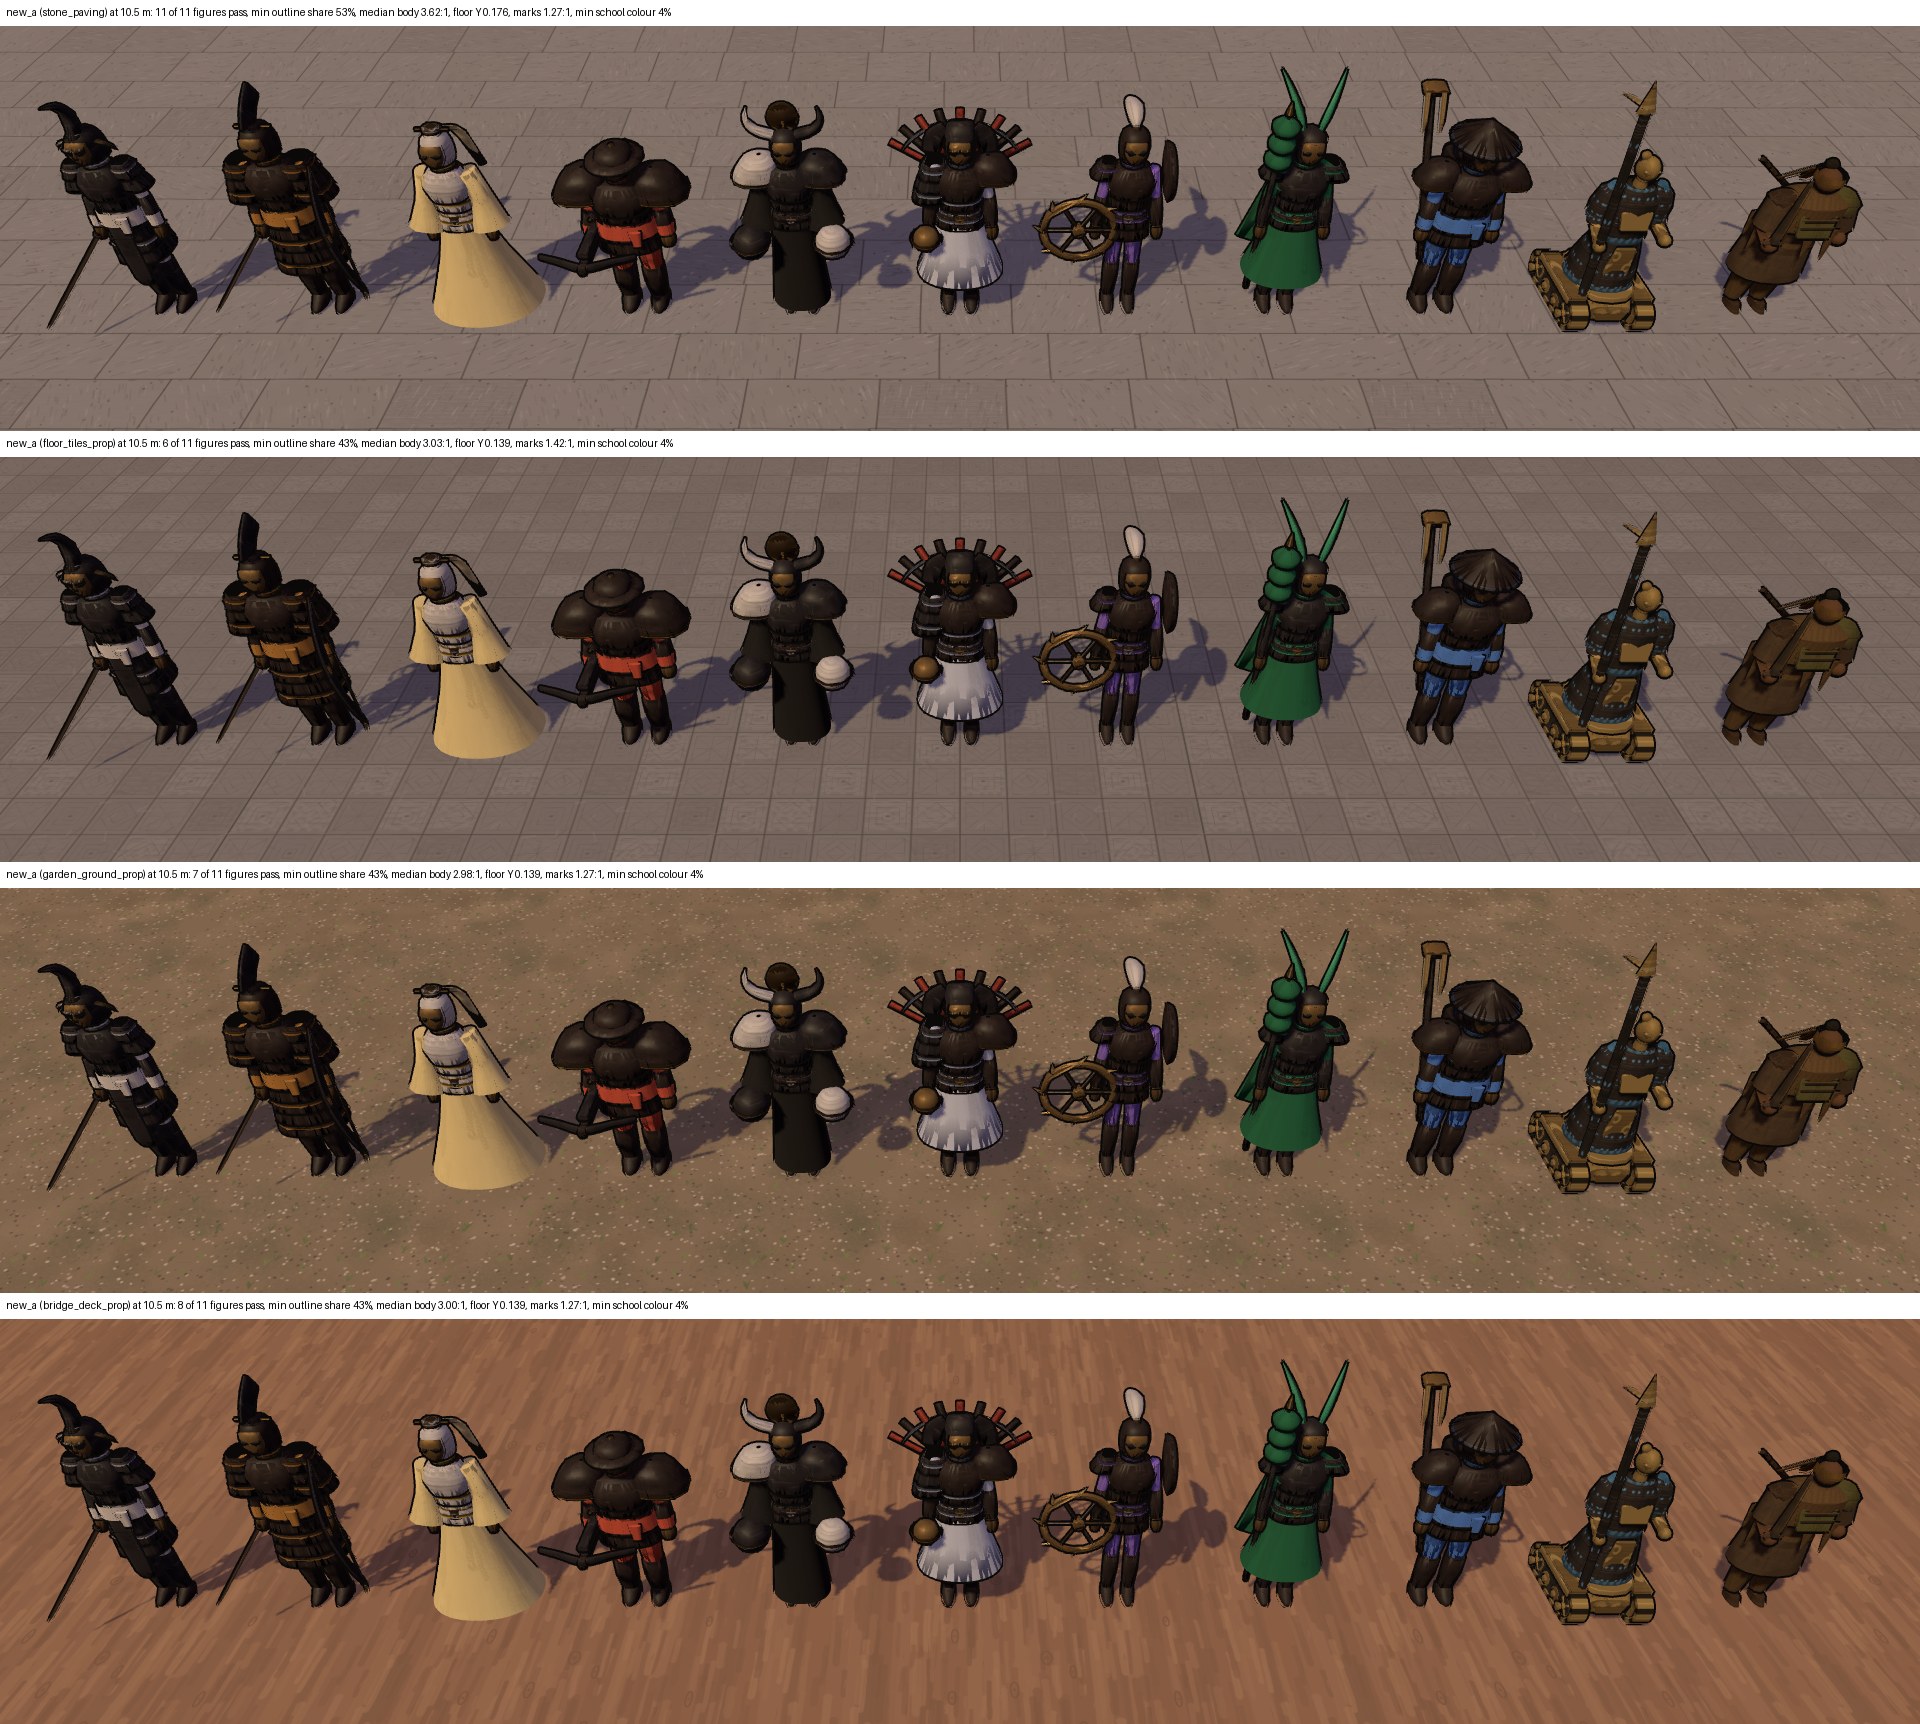 new_a (stone_paving) at 10.5 m: 11 of 11 figures pass, min outline share 53%, median body 3.62:1, floor Y 0.176, marks 1.27:1, min school colour 4%
new_a (floor_tiles_prop) at 10.5 m: 6 of 11 figures pass, min outline share 43%, median body 3.03:1, floor Y 0.139, marks 1.42:1, min school colour 4%
new_a (garden_ground_prop) at 10.5 m: 7 of 11 figures pass, min outline share 43%, median body 2.98:1, floor Y 0.139, marks 1.27:1, min school colour 4%
new_a (bridge_deck_prop) at 10.5 m: 8 of 11 figures pass, min outline share 43%, median body 3.00:1, floor Y 0.139, marks 1.27:1, min school colour 4%